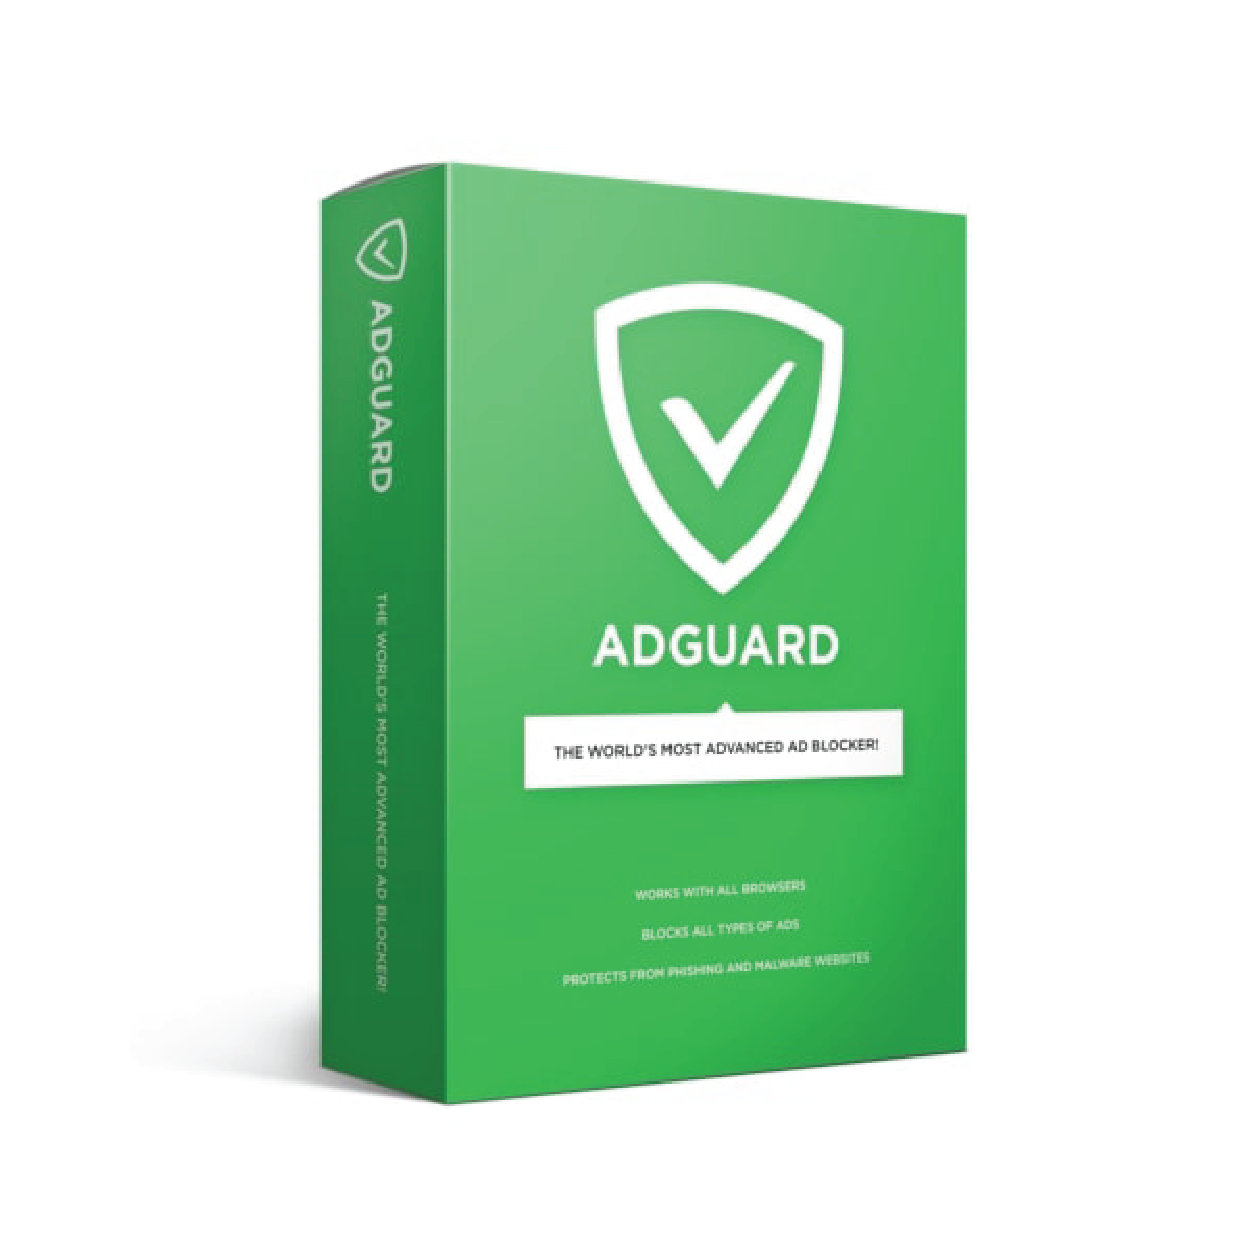 ADGUARD
THE WORLD'S MOST ADVANCED AD BLOCKER!
ADGUARD
THE WORLD'S MOST ADVANCED AD BLOCKER!
WORKS WITH ALL BROWSERS
BLOCKS ALL TYPES OF ADS
PROTECTS FROM PHISHING AND MALWARE WEBSITES